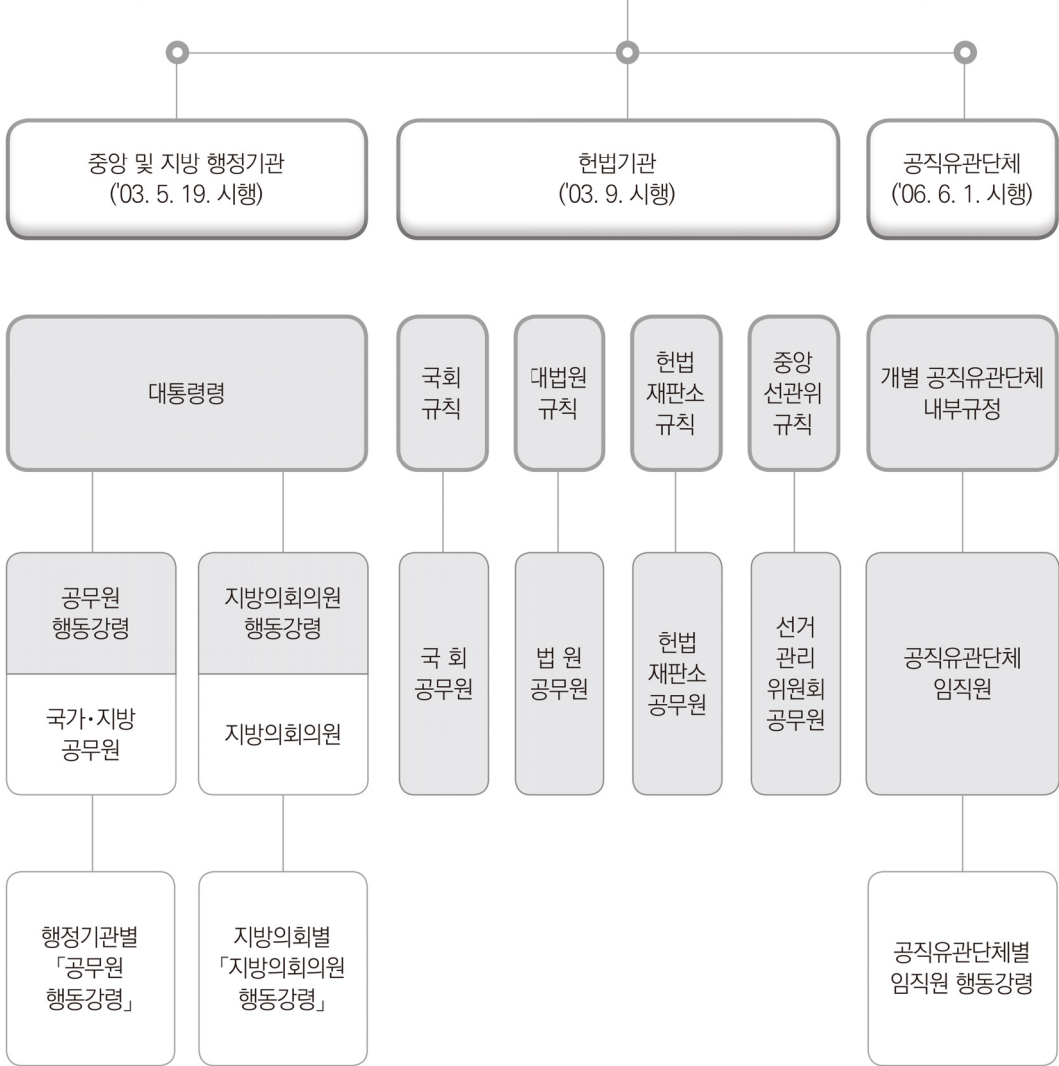 중앙 및 지방 행정기관
('03. 5. 19. 시행)
헌법기관
('03. 9. 시행)
공직유관단체
('06. 6. 1. 시행)
대통령령
국회
규칙
대법원
규칙
헌법
재판소
규칙
중앙
선관위
규칙
개별 공직유관단체
내부규정
공무원
행동강령
국가·지방
공무원
지방의회의원
행동강령
지방의회의원
국 회
공무원
법 원
공무원
헌법
재판소
공무원
선거
관리
위원회
공무원
공직유관단체
임직원
행정기관별
「공무원
행동강령」
지방의회별
「지방의회의원
행동강령」
공직유관단체별
임직원 행동강령